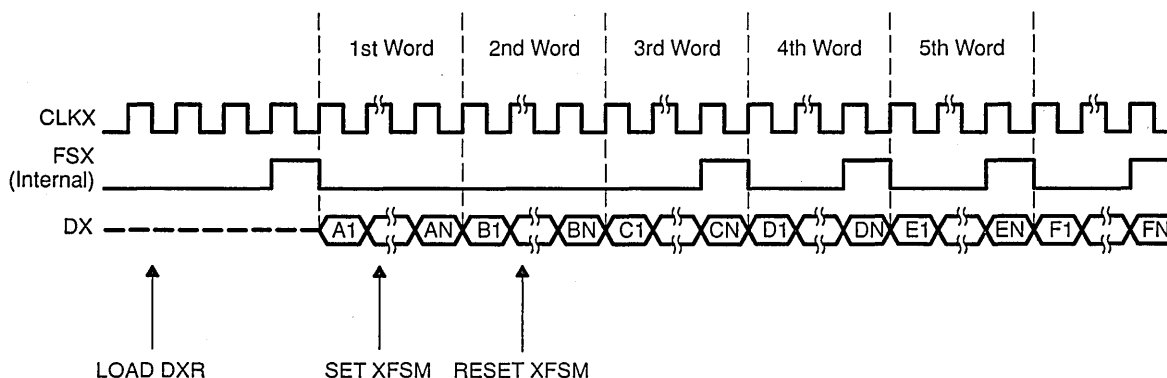 1st Word 2nd Word 3rd Word 4th Word 5th Word
CLKX
FSX
(Internal)
DX A1 AN B1 BN C1 CN D1 DN E1 EN F1 FN
LOAD DXR SET XFSM RESET XFSM